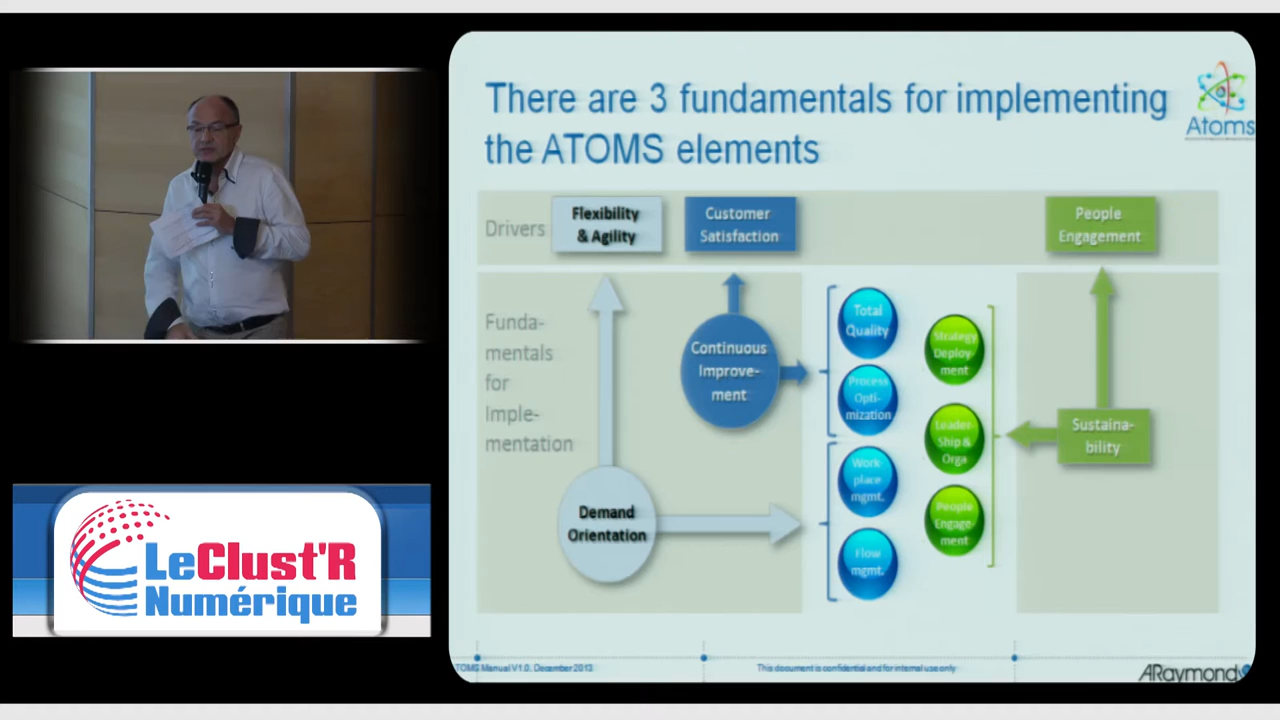 There are 3 fundamentals for implementing
the ATOMS elements
Atoms
Drivers
Flexibility
& Agility
Customer
Satisfaction
People
Engagement
Funda-
mentals
for
Imple-
mentation
Continuous
Improve-
ment
Demand
Orientation
Total
Quality
Process
Opti-
mization
Work-
place
mgmt.
Flow
mgmt.
Strategy
Deploy-
ment
Leader
Ship &
Orga
People
Engage-
ment
Sustaina-
bility
LeClust'R
Numérique
TOMS Manual V1.0, December 2013
This document is confidential and for internal use only
ARaymond